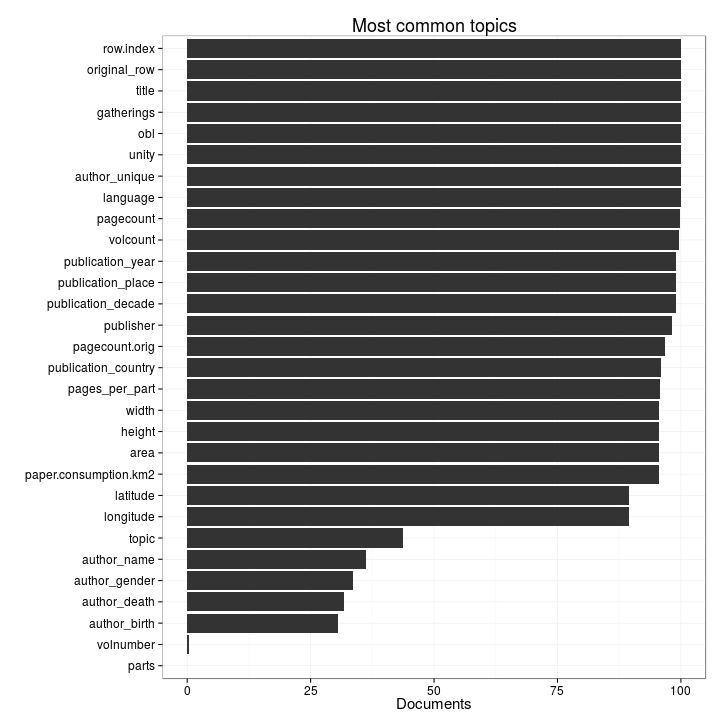 Most common topics
row.index
original_row
title
gatherings
obl
unity
author_unique
language
pagecount
volcount
publication_year
publication_place
publication_decade
publisher
pagecount.orig
publication_country
pages_per_part
width
height
area
paper.consumption.km2
latitude
longitude
topic
author_name
author_gender
author_death
author_birth
volnumber
parts
0 25 50 75 100
Documents